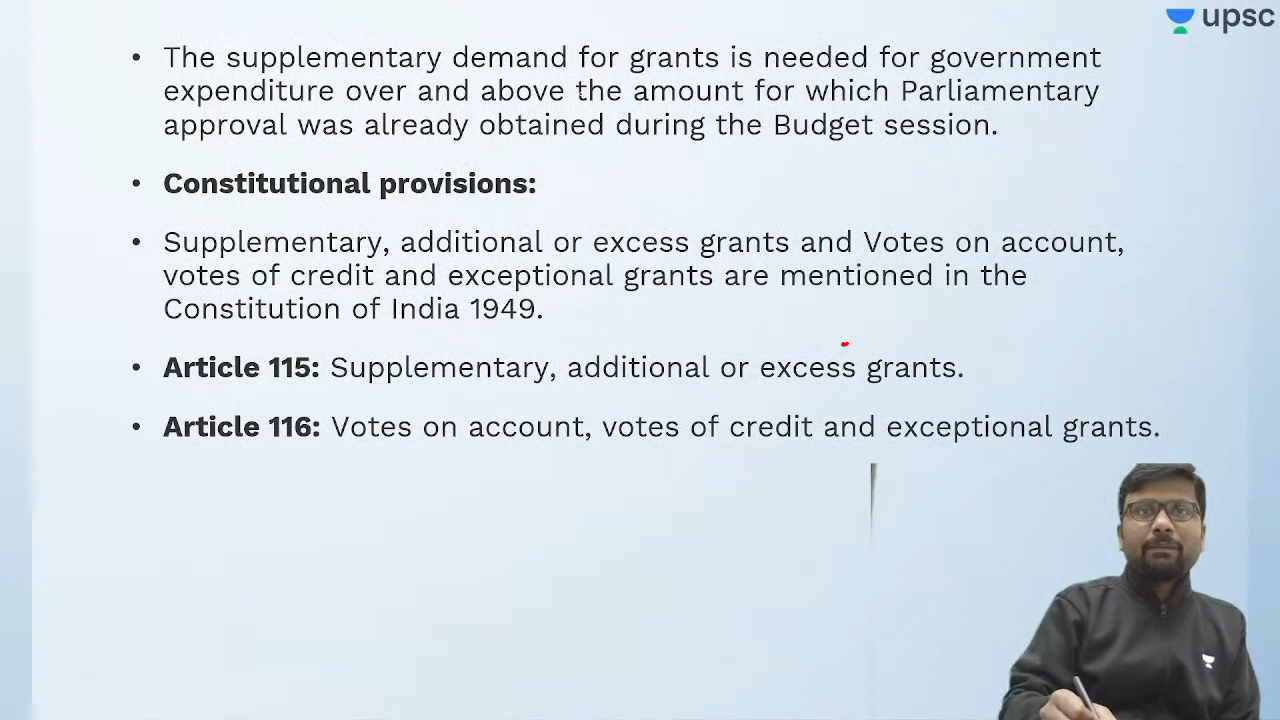 upsc
• The supplementary demand for grants is needed for government
expenditure over and above the amount for which Parliamentary
approval was already obtained during the Budget session.
• Constitutional provisions:
• Supplementary, additional or excess grants and Votes on account,
votes of credit and exceptional grants are mentioned in the
Constitution of India 1949.
• Article 115: Supplementary, additional or excess grants.
• Article 116: Votes on account, votes of credit and exceptional grants.